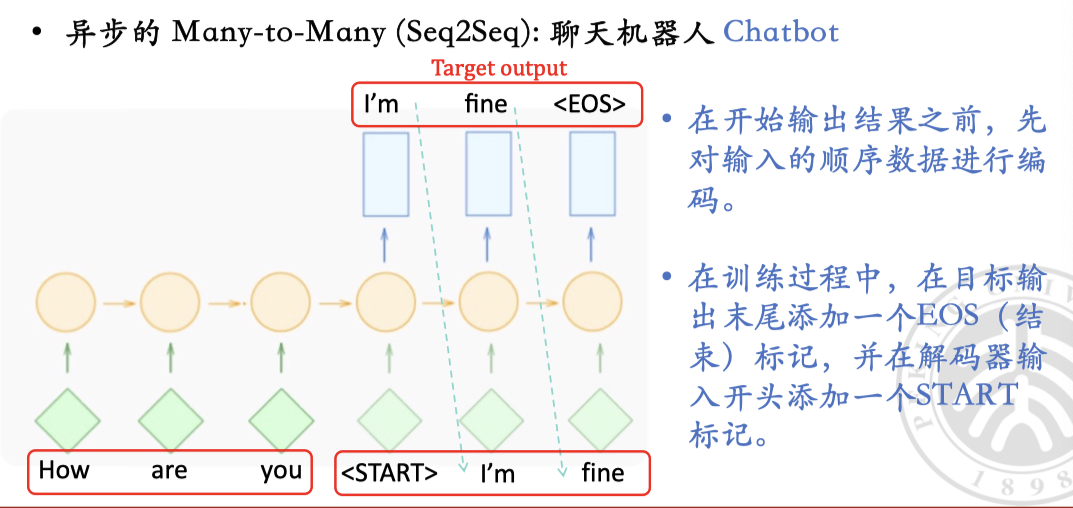 • 异步的 Many-to-Many (Seq2Seq): 聊天机器人 Chatbot
Target output
I'm fine <EOS>
How are you <START> I'm fine
• 在开始输出结果之前，先
对输入的顺序数据进行编
码。
• 在训练过程中，在目标输
出末尾添加一个EOS（结
束）标记，并在解码器输
入开头添加一个START
标记。
1898